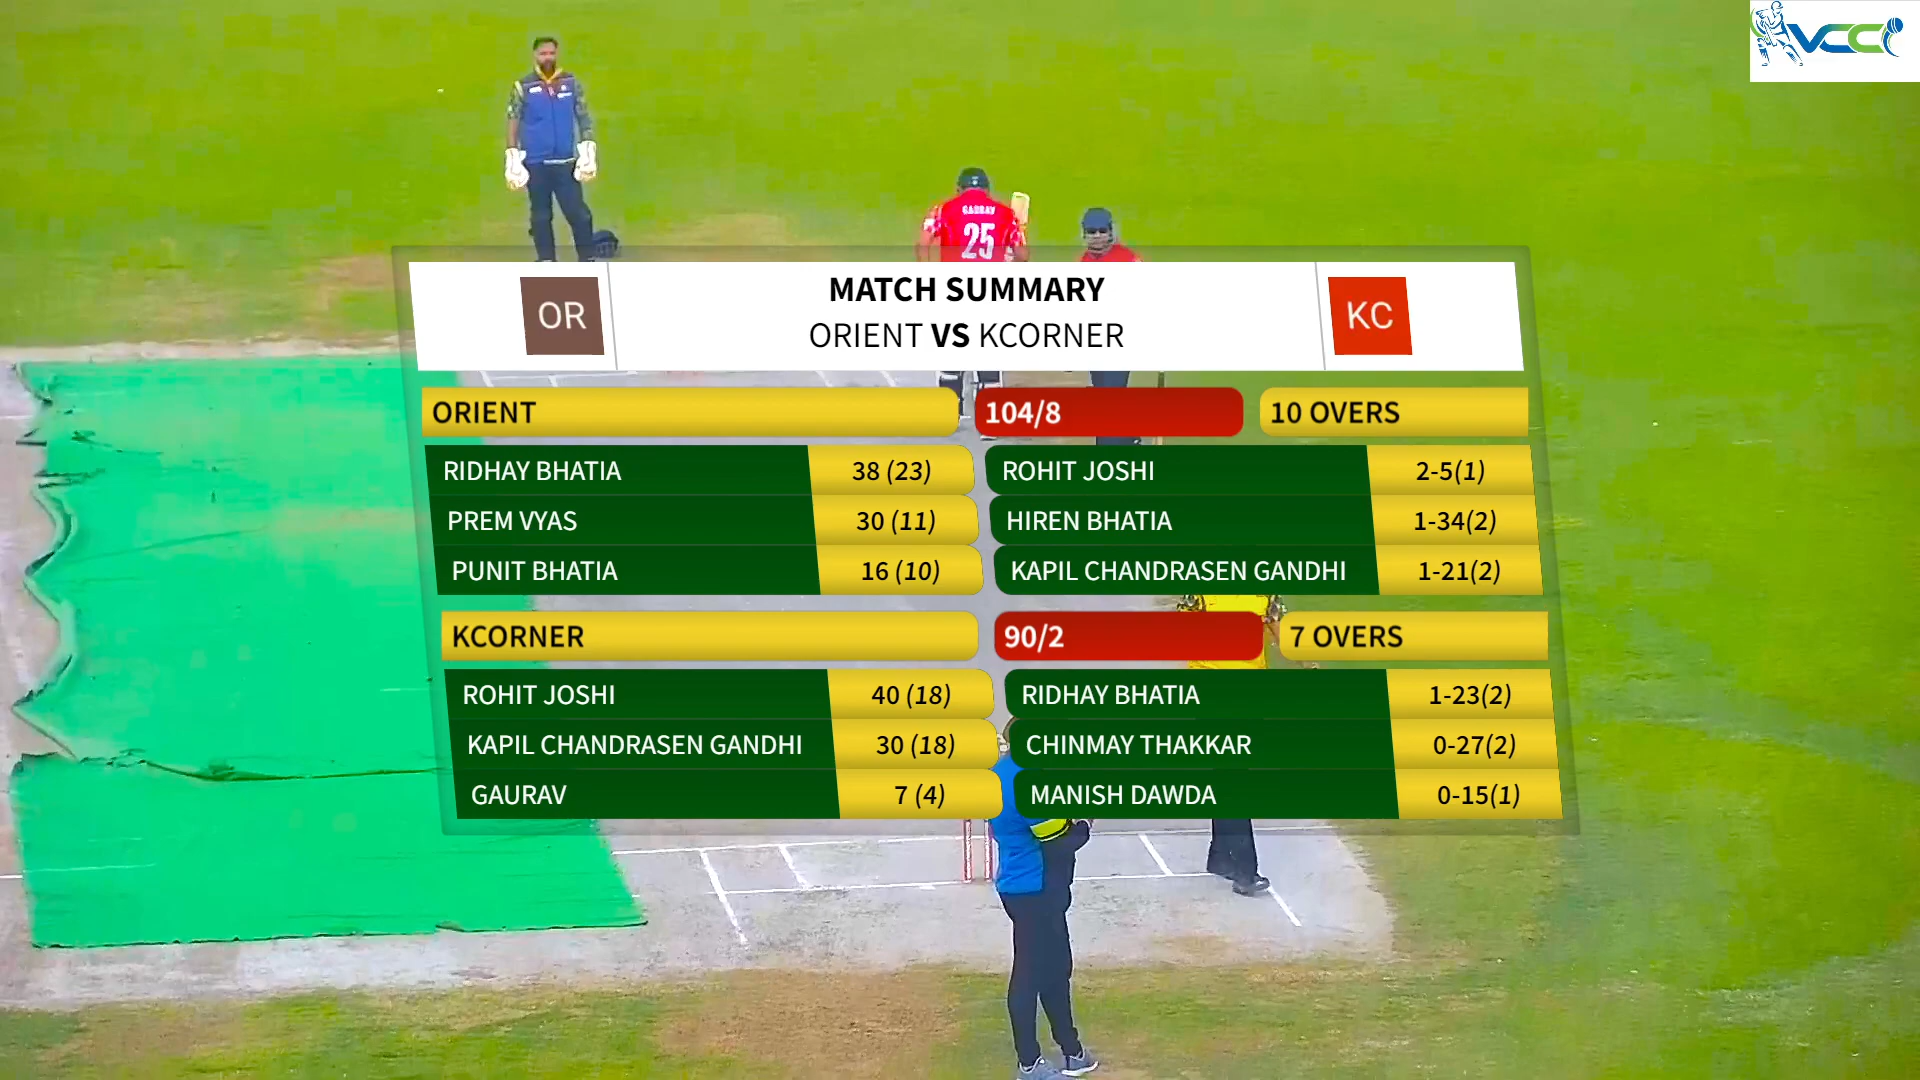 VCC
GAURAV
25
OR
MATCH SUMMARY
KC
ORIENT VS KCORNER
ORIENT 104/8 10 OVERS
RIDHAY BHATIA 38 (23) ROHIT JOSHI 2-5(1)
PREM VYAS 30 (11) HIREN BHATIA 1-34(2)
PUNIT BHATIA 16 (10) KAPIL CHANDRASEN GANDHI 1-21(2)
KCORNER 90/2 7 OVERS
ROHIT JOSHI 40 (18) RIDHAY BHATIA 1-23(2)
KAPIL CHANDRASEN GANDHI 30 (18) CHINMAY THAKKAR 0-27(2)
GAURAV 7 (4) MANISH DAWDA 0-15(1)